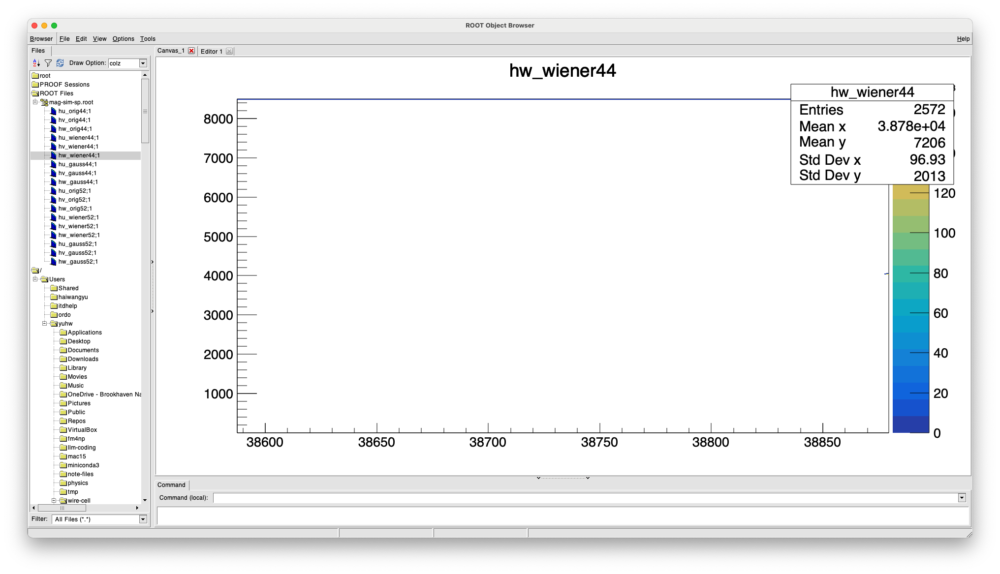 ROOT Object Browser
Browser File Edit View Options Tools Help
Files
Draw Option: colz
root
PROOF Sessions
ROOT Files
mag-sim-sp.root
hu_orig44;1
hv_orig44;1
hw_orig44;1
hu_wiener44;1
hv_wiener44;1
hw_wiener44;1
hu_gauss44;1
hv_gauss44;1
hw_gauss44;1
hu_orig52;1
hv_orig52;1
hw_orig52;1
hu_wiener52;1
hv_wiener52;1
hw_wiener52;1
hu_gauss52;1
hv_gauss52;1
hw_gauss52;1
/
Users
Shared
haiwangyu
itdhelp
ordo
yuhw
Applications
Desktop
Documents
Downloads
Library
Movies
Music
OneDrive - Brookhaven Na
Pictures
Public
Repos
VirtualBox
fm4np
llm-coding
mac15
miniconda3
note-files
physics
tmp
wire-cell
Filter: All Files (*.*)
Canvas_1 Editor 1
hw_wiener44
hw_wiener44
Entries 2572
Mean x 3.878e+04
Mean y 7206
Std Dev x 96.93
Std Dev y 2013
8000
7000
6000
5000
4000
3000
2000
1000
38600 38650 38700 38750 38800 38850
120
100
80
60
40
20
0
Command
Command (local):